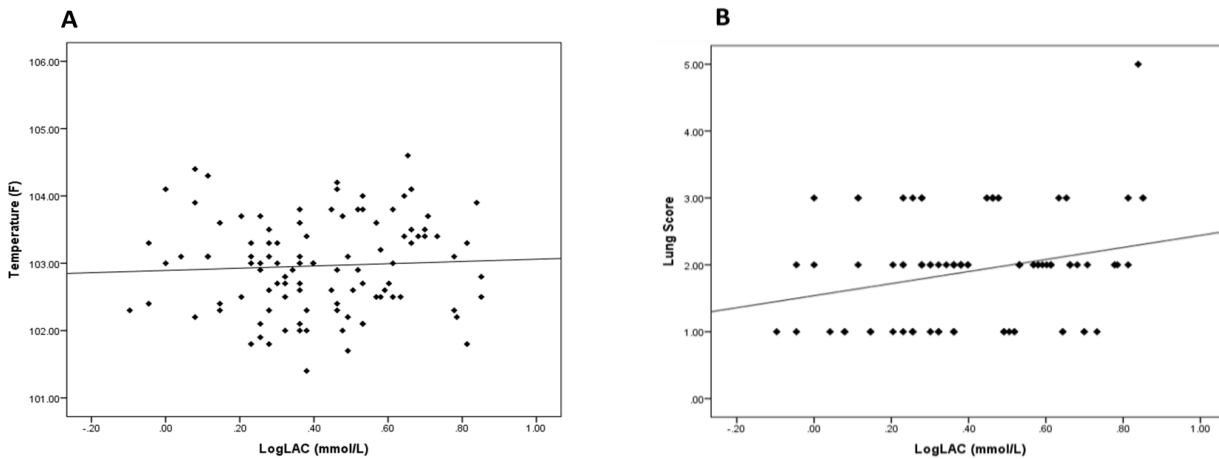 A
106.00
105.00
104.00
103.00
102.00
101.00
Temperature (F)
-.20 .00 .20 .40 .60 .80 1.00
LogLAC (mmol/L)
B
5.00
4.00
3.00
2.00
1.00
.00
Lung Score
-.20 .00 .20 .40 .60 .80 1.00
LogLAC (mmol/L)